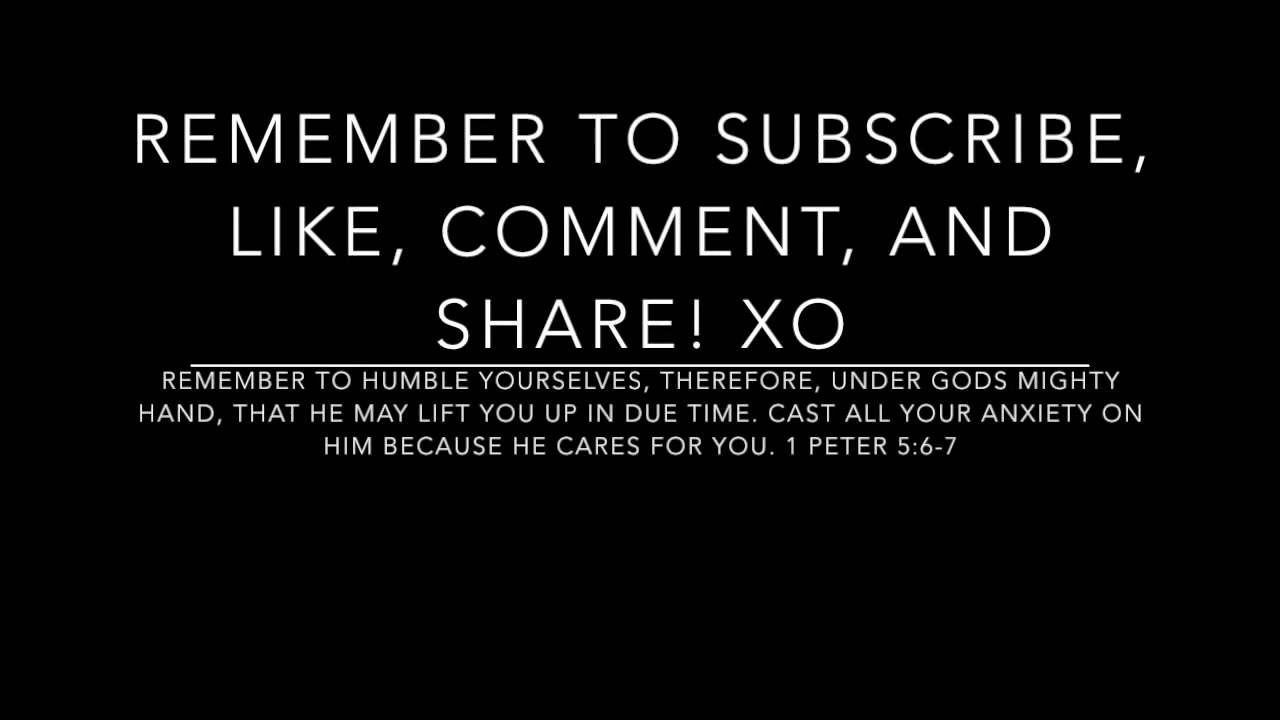 REMEMBER TO SUBSCRIBE,
LIKE, COMMENT, AND
SHARE! XO
REMEMBER TO HUMBLE YOURSELVES, THEREFORE, UNDER GODS MIGHTY
HAND, THAT HE MAY LIFT YOU UP IN DUE TIME. CAST ALL YOUR ANXIETY ON
HIM BECAUSE HE CARES FOR YOU. 1 PETER 5:6-7